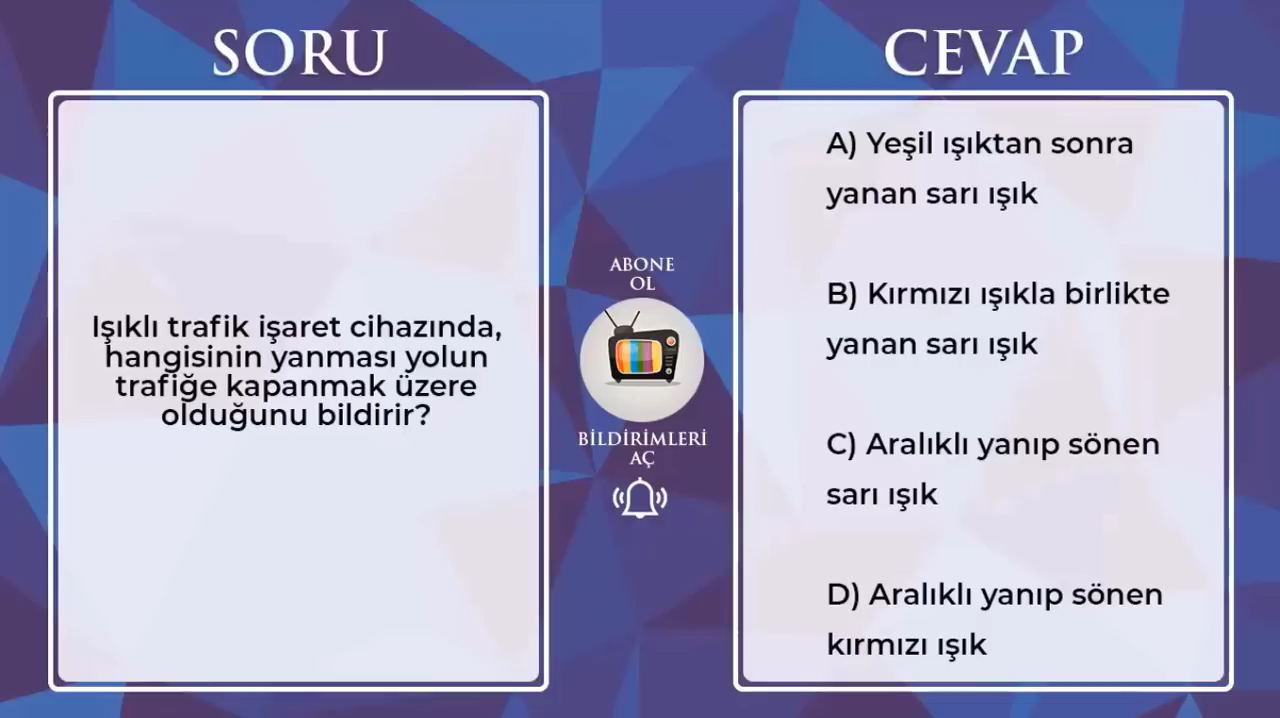 SORU
Işıklı trafik işaret cihazında,
hangisinin yanması yolun
trafiğe kapanmak üzere
olduğunu bildirir?
ABONE
OL
BİLDİRİMLERİ
AÇ
CEVAP
A) Yeşil ışıktan sonra
yanan sarı ışık
B) Kırmızı ışıkla birlikte
yanan sarı ışık
C) Aralıklı yanıp sönen
sarı ışık
D) Aralıklı yanıp sönen
kırmızı ışık